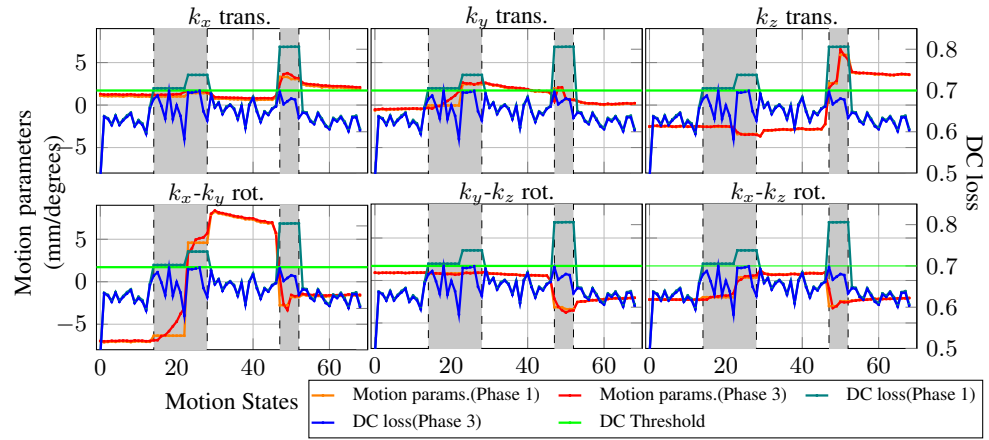 k_x trans.
k_y trans.
k_z trans.
5
0
−5
0.8
0.7
0.6
0.5
k_x-k_y rot.
k_y-k_z rot.
k_x-k_z rot.
5
0
−5
0.8
0.7
0.6
0.5
0 20 40 60
0 20 40 60
0 20 40 60
Motion parameters
(mm/degrees)
DC loss
Motion States
Motion params.(Phase 1) Motion params.(Phase 3) DC loss(Phase 1)
DC loss(Phase 3) DC Threshold